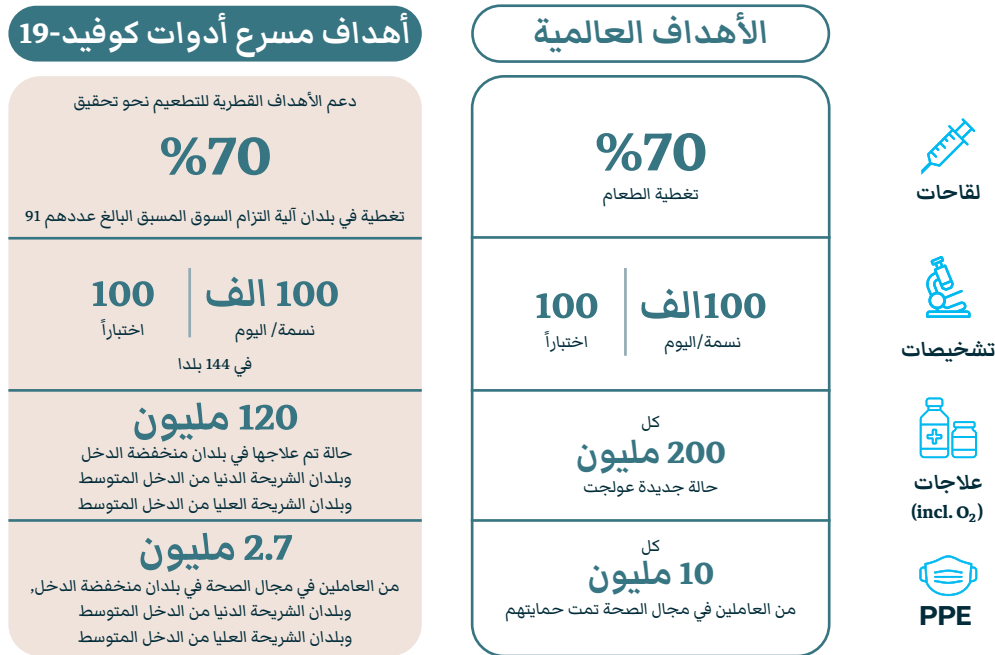 الأهداف العالمية
أهداف مسرع أدوات كوفيد-19
لقاحات
%70
تغطية الطعام
دعم الأهداف القطرية للتطعيم نحو تحقيق
%70
تغطية في بلدان آلية التزام السوق المسبق البالغ عددهم 91
تشخيصات
100الف
نسمة/اليوم
100
اختباراً
100 الف
نسمة/ اليوم
100
اختباراً
في 144 بلدا
علاجات
(incl. O₂)
كل
200 مليون
حالة جديدة عولجت
120 مليون
حالة تم علاجها في بلدان منخفضة الدخل
وبلدان الشريحة الدنيا من الدخل المتوسط
وبلدان الشريحة العليا من الدخل المتوسط
PPE
كل
10 مليون
من العاملين في مجال الصحة تمت حمايتهم
2.7 مليون
من العاملين في مجال الصحة في بلدان منخفضة الدخل,
وبلدان الشريحة الدنيا من الدخل المتوسط
وبلدان الشريحة العليا من الدخل المتوسط